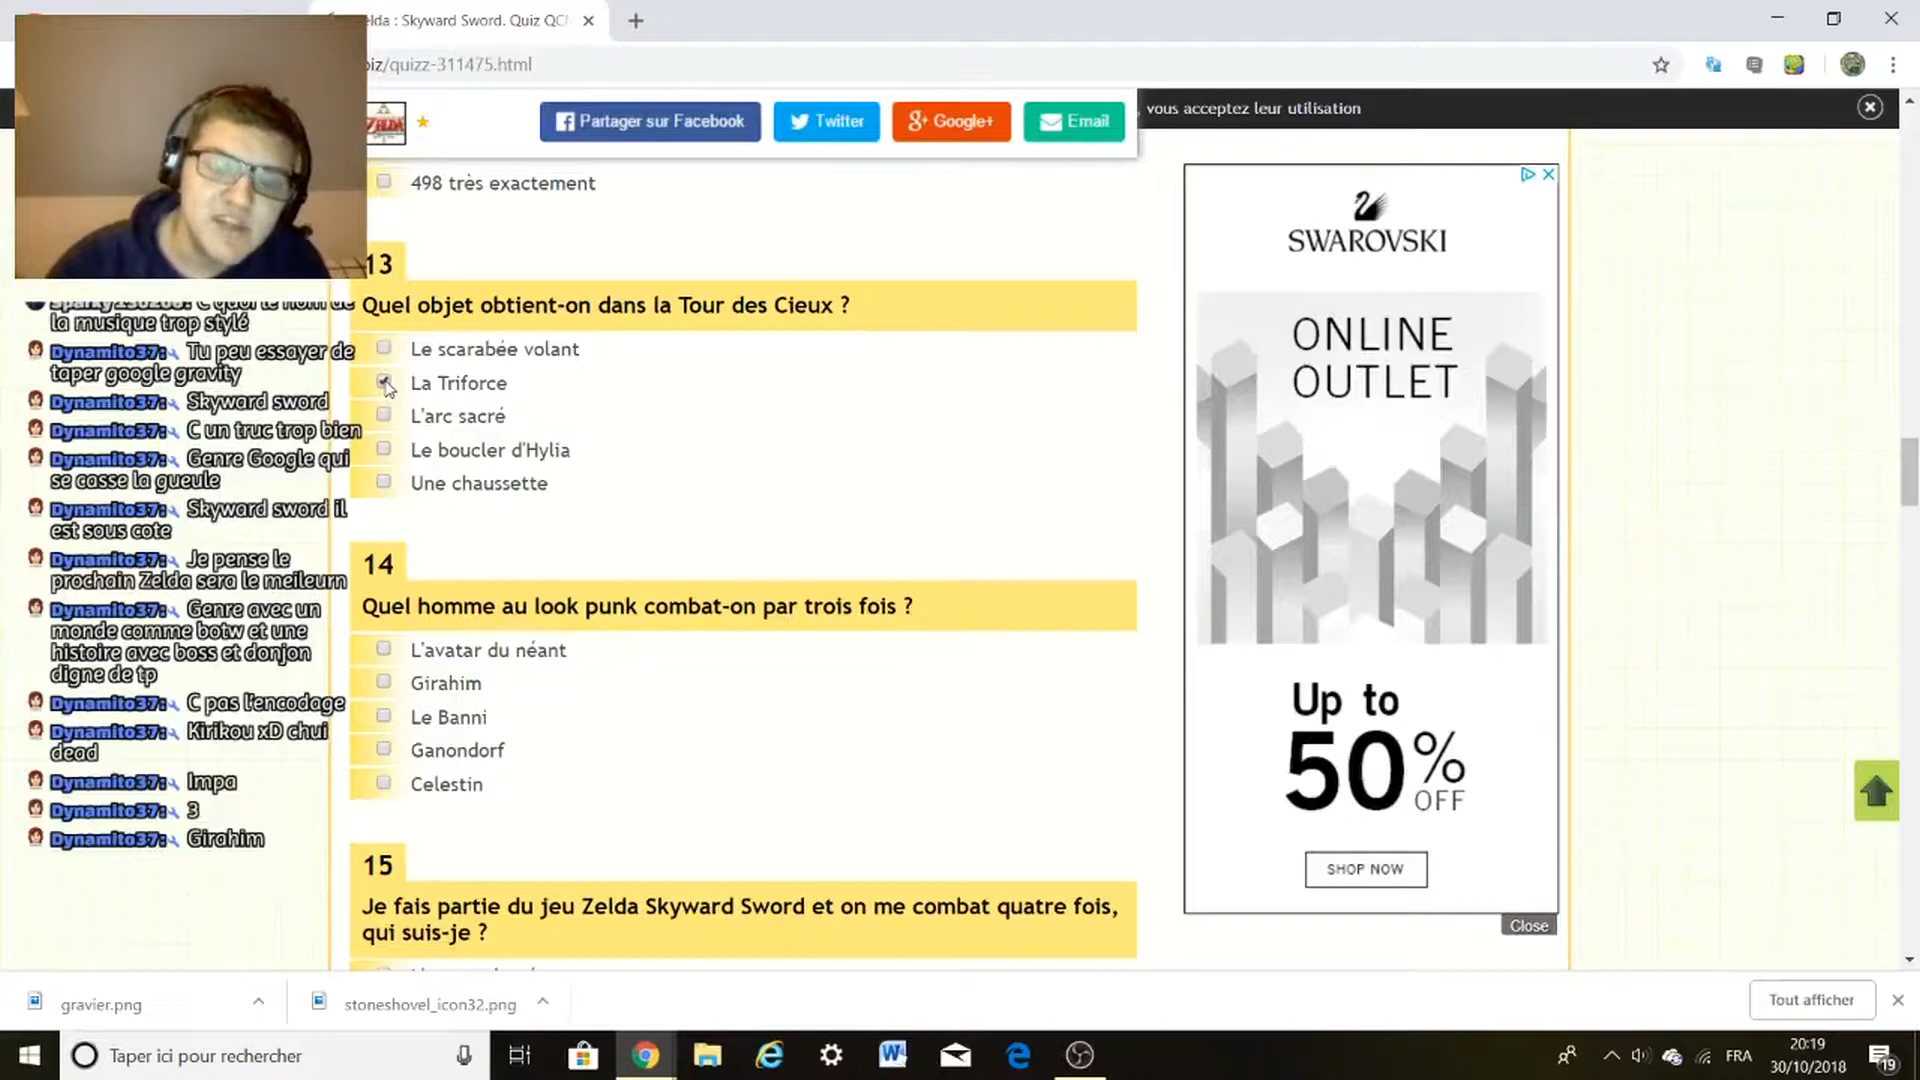 elda : Skyward Sword. Quiz QC
iz/quizz-311475.html
vous acceptez leur utilisation
ZELDA
Partager sur Facebook
Twitter
g+ Google+
Email
498 très exactement
13
Quel objet obtient-on dans la Tour des Cieux ?
Le scarabée volant
La Triforce
L'arc sacré
Le boucler d'Hylia
Une chaussette
14
Quel homme au look punk combat-on par trois fois ?
L'avatar du néant
Girahim
Le Banni
Ganondorf
Celestin
15
Je fais partie du jeu Zelda Skyward Sword et on me combat quatre fois,
qui suis-je ?
C quoi le nom de
la musique trop stylé
Dynamito37: Tu peu essayer de
taper google gravity
Dynamito37: Skyward sword
Dynamito37: C un truc trop bien
Dynamito37: Genre Google qui
se casse la gueule
Dynamito37: Skyward sword il
est sous cote
Dynamito37: Je pense le
prochain Zelda sera le meileurn
Dynamito37: Genre avec un
monde comme botw et une
histoire avec boss et donjon
digne de tp
Dynamito37: C pas l'encodage
Dynamito37: Kirikou xD chui
dead
Dynamito37: Impa
Dynamito37: 3
Dynamito37: Girahim
SWAROVSKI
ONLINE
OUTLET
Up to
50%
OFF
SHOP NOW
Close
gravier.png
stoneshovel_icon32.png
Tout afficher
Taper ici pour rechercher
FRA
20:19
30/10/2018
19